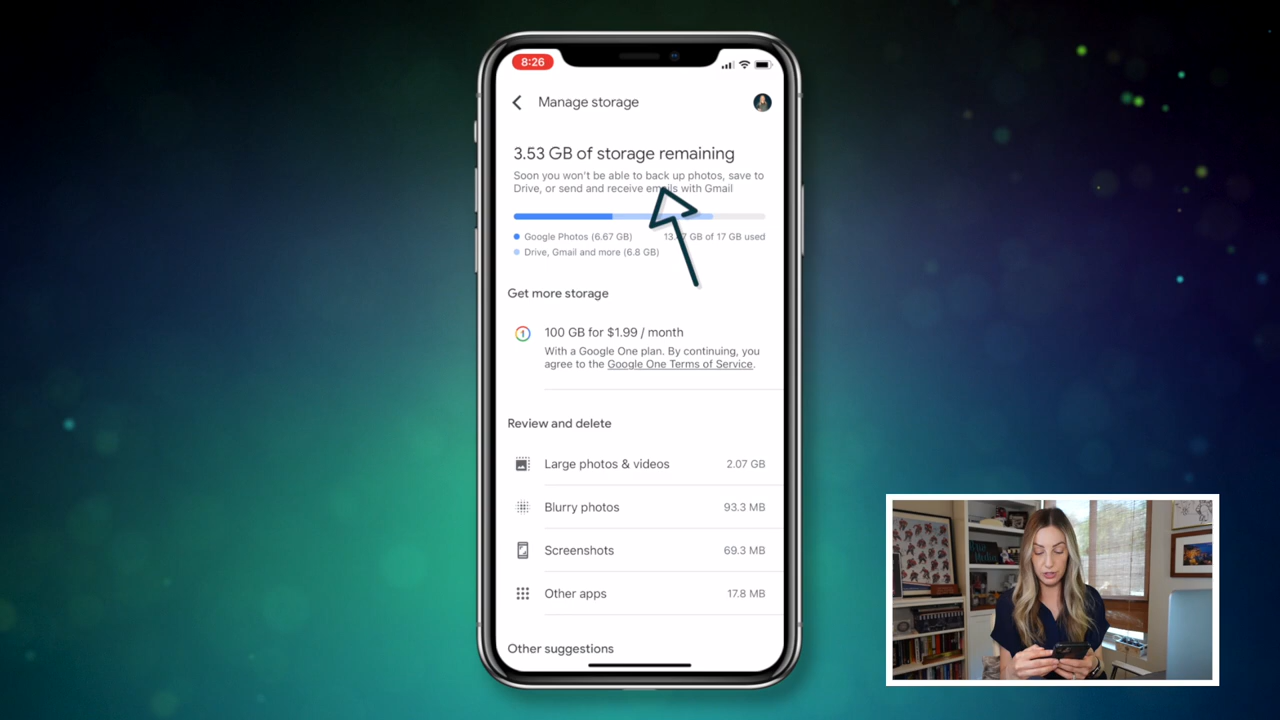 8:26
Manage storage
3.53 GB of storage remaining
Soon you won't be able to back up photos, save to
Drive, or send and receive emails with Gmail
Google Photos (6.67 GB)
GB of 17 GB used
Drive, Gmail and more (6.8 GB)
Get more storage
1
100 GB for $1.99 / month
With a Google One plan. By continuing, you
agree to the Google One Terms of Service.
Review and delete
Large photos & videos 2.07 GB
Blurry photos 93.3 MB
Screenshots 69.3 MB
Other apps 17.8 MB
Other suggestions